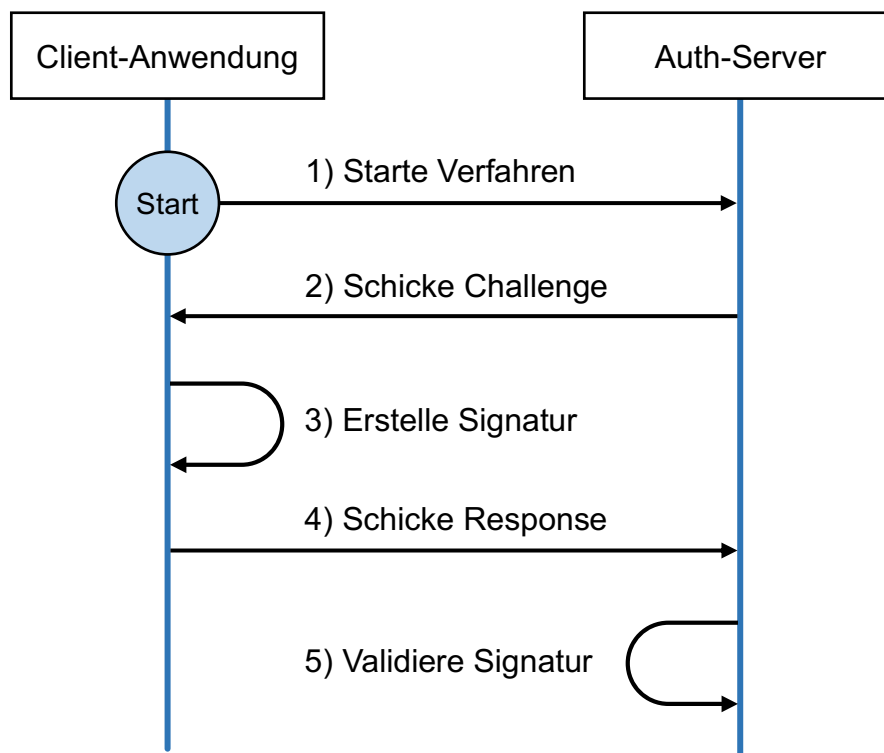 Client-Anwendung
Auth-Server
Start
1) Starte Verfahren
2) Schicke Challenge
3) Erstelle Signatur
4) Schicke Response
5) Validiere Signatur